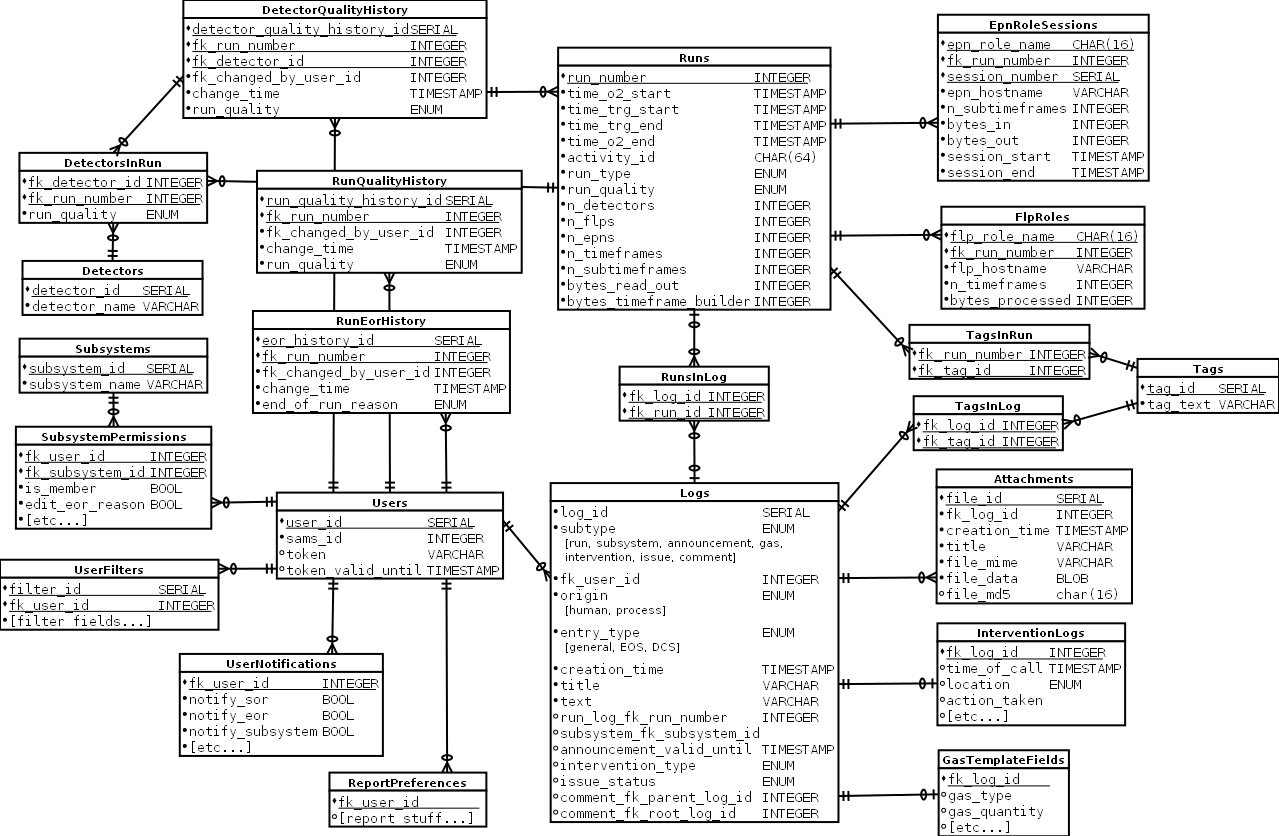 DetectorQualityHistory
detector_quality_history_id SERIAL
fk_run_number INTEGER
fk_detector_id INTEGER
fk_changed_by_user_id INTEGER
change_time TIMESTAMP
run_quality ENUM
Runs
run_number INTEGER
time_o2_start TIMESTAMP
time_trg_start TIMESTAMP
time_trg_end TIMESTAMP
time_o2_end TIMESTAMP
activity_id CHAR(64)
run_type ENUM
run_quality ENUM
n_detectors INTEGER
n_flps INTEGER
n_epns INTEGER
n_timeframes INTEGER
n_subtimeframes INTEGER
bytes_read_out INTEGER
bytes_timeframe_builder INTEGER
EpnRoleSessions
epn_role_name CHAR(16)
fk_run_number INTEGER
session_number SERIAL
epn_hostname VARCHAR
n_subtimeframes INTEGER
bytes_in INTEGER
bytes_out INTEGER
session_start TIMESTAMP
session_end TIMESTAMP
DetectorsInRun
fk_detector_id INTEGER
fk_run_number INTEGER
run_quality ENUM
RunQualityHistory
run_quality_history_id SERIAL
fk_run_number INTEGER
fk_changed_by_user_id INTEGER
change_time TIMESTAMP
run_quality ENUM
FlpRoles
flp_role_name CHAR(16)
fk_run_number INTEGER
flp_hostname VARCHAR
n_timeframes INTEGER
bytes_processed INTEGER
Detectors
detector_id SERIAL
detector_name VARCHAR
RunEorHistory
eor_history_id SERIAL
fk_run_number INTEGER
fk_changed_by_user_id INTEGER
change_time TIMESTAMP
end_of_run_reason ENUM
TagsInRun
fk_run_number INTEGER
fk_tag_id INTEGER
Subsystems
subsystem_id SERIAL
subsystem_name VARCHAR
Tags
tag_id SERIAL
tag_text VARCHAR
RunsInLog
fk_log_id INTEGER
fk_run_id INTEGER
TagsInLog
fk_log_id INTEGER
fk_tag_id INTEGER
SubsystemPermissions
fk_user_id INTEGER
fk_subsystem_id INTEGER
is_member BOOL
edit_eor_reason BOOL
[etc...]
Users
user_id SERIAL
sams_id INTEGER
token VARCHAR
token_valid_until TIMESTAMP
Logs
log_id SERIAL
subtype ENUM
[run, subsystem, announcement, gas,
intervention, issue, comment]
fk_user_id INTEGER
origin ENUM
[human, process]
entry_type ENUM
[general, EOS, DCS]
creation_time TIMESTAMP
title VARCHAR
text VARCHAR
run_log_fk_run_number INTEGER
subsystem_fk_subsystem_id
announcement_valid_until TIMESTAMP
intervention_type ENUM
issue_status ENUM
comment_fk_parent_log_id INTEGER
comment_fk_root_log_id INTEGER
Attachments
file_id SERIAL
fk_log_id INTEGER
creation_time TIMESTAMP
title VARCHAR
file_mime VARCHAR
file_data BLOB
file_md5 char(16)
UserFilters
filter_id SERIAL
fk_user_id INTEGER
[filter fields...]
InterventionLogs
fk_log_id INTEGER
time_of_call TIMESTAMP
location ENUM
action_taken
[etc...]
UserNotifications
fk_user_id INTEGER
notify_sor BOOL
notify_eor BOOL
notify_subsystem BOOL
[etc...]
GasTemplateFields
fk_log_id
gas_type
gas_quantity
[etc...]
ReportPreferences
fk_user_id
[report stuff...]